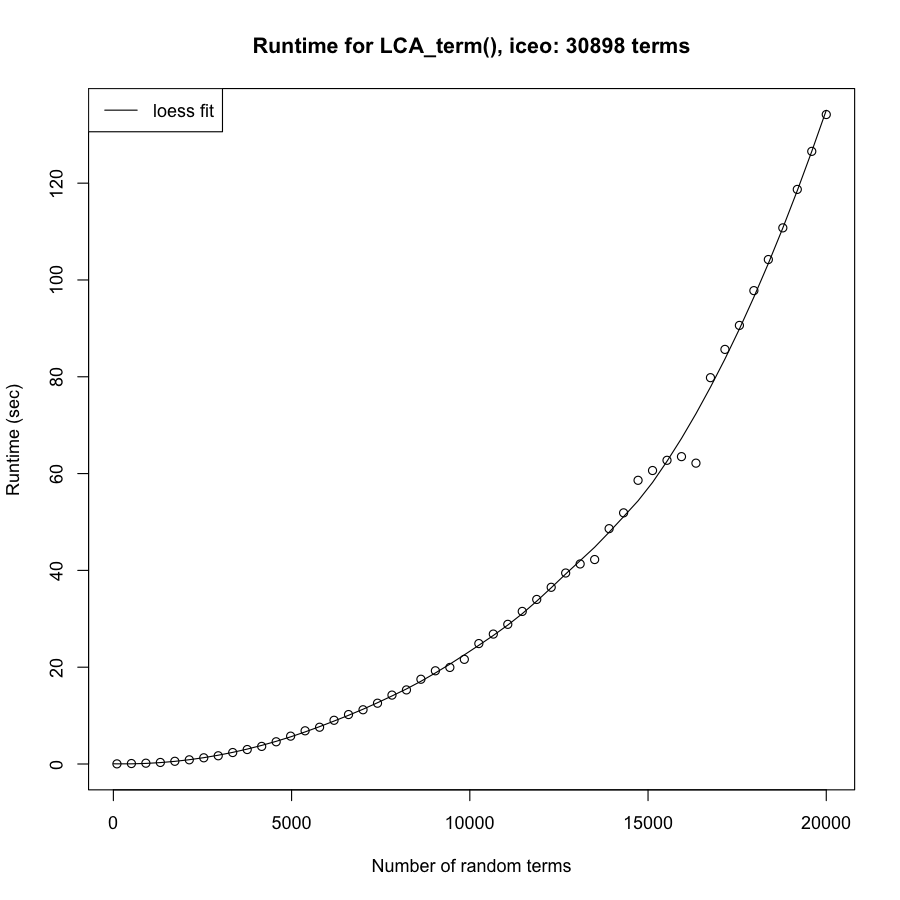 Runtime for LCA_term(), iceo: 30898 terms
loess fit
Runtime (sec)
120
100
80
60
40
20
0
0 5000 10000 15000 20000
Number of random terms